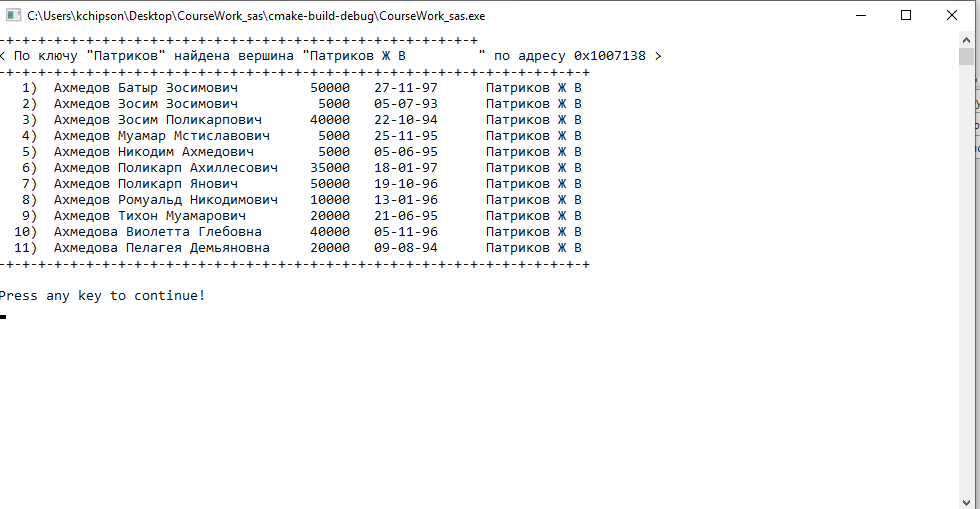 C:\Users\kchipson\Desktop\CourseWork_sas\cmake-build-debug\CourseWork_sas.exe
-+-+-+-+-+-+-+-+-+-+-+-+-+-+-+-+-+-+-+-+-+-+-+-+-+-+-+-+-+-+
< По ключу "Патриков" найдена вершина "Патриков Ж В         " по адресу 0x1007138 >
-+-+-+-+-+-+-+-+-+-+-+-+-+-+-+-+-+-+-+-+-+-+-+-+-+-+-+-+-+-+-+-+-+-+-+-+-+
1)  Ахмедов Батыр Зосимович         50000   27-11-97      Патриков Ж В
2)  Ахмедов Зосим Зосимович          5000   05-07-93      Патриков Ж В
3)  Ахмедов Зосим Поликарпович      40000   22-10-94      Патриков Ж В
4)  Ахмедов Муамар Мстиславович      5000   25-11-95      Патриков Ж В
5)  Ахмедов Никодим Ахмедович        5000   05-06-95      Патриков Ж В
6)  Ахмедов Поликарп Ахиллесович    35000   18-01-97      Патриков Ж В
7)  Ахмедов Поликарп Янович         50000   19-10-96      Патриков Ж В
8)  Ахмедов Ромуальд Никодимович    10000   13-01-96      Патриков Ж В
9)  Ахмедов Тихон Муамарович        20000   21-06-95      Патриков Ж В
10)  Ахмедова Виолетта Глебовна      40000   05-11-96      Патриков Ж В
11)  Ахмедова Пелагея Демьяновна     20000   09-08-94      Патриков Ж В
-+-+-+-+-+-+-+-+-+-+-+-+-+-+-+-+-+-+-+-+-+-+-+-+-+-+-+-+-+-+-+-+-+-+-+-+-+
Press any key to continue!